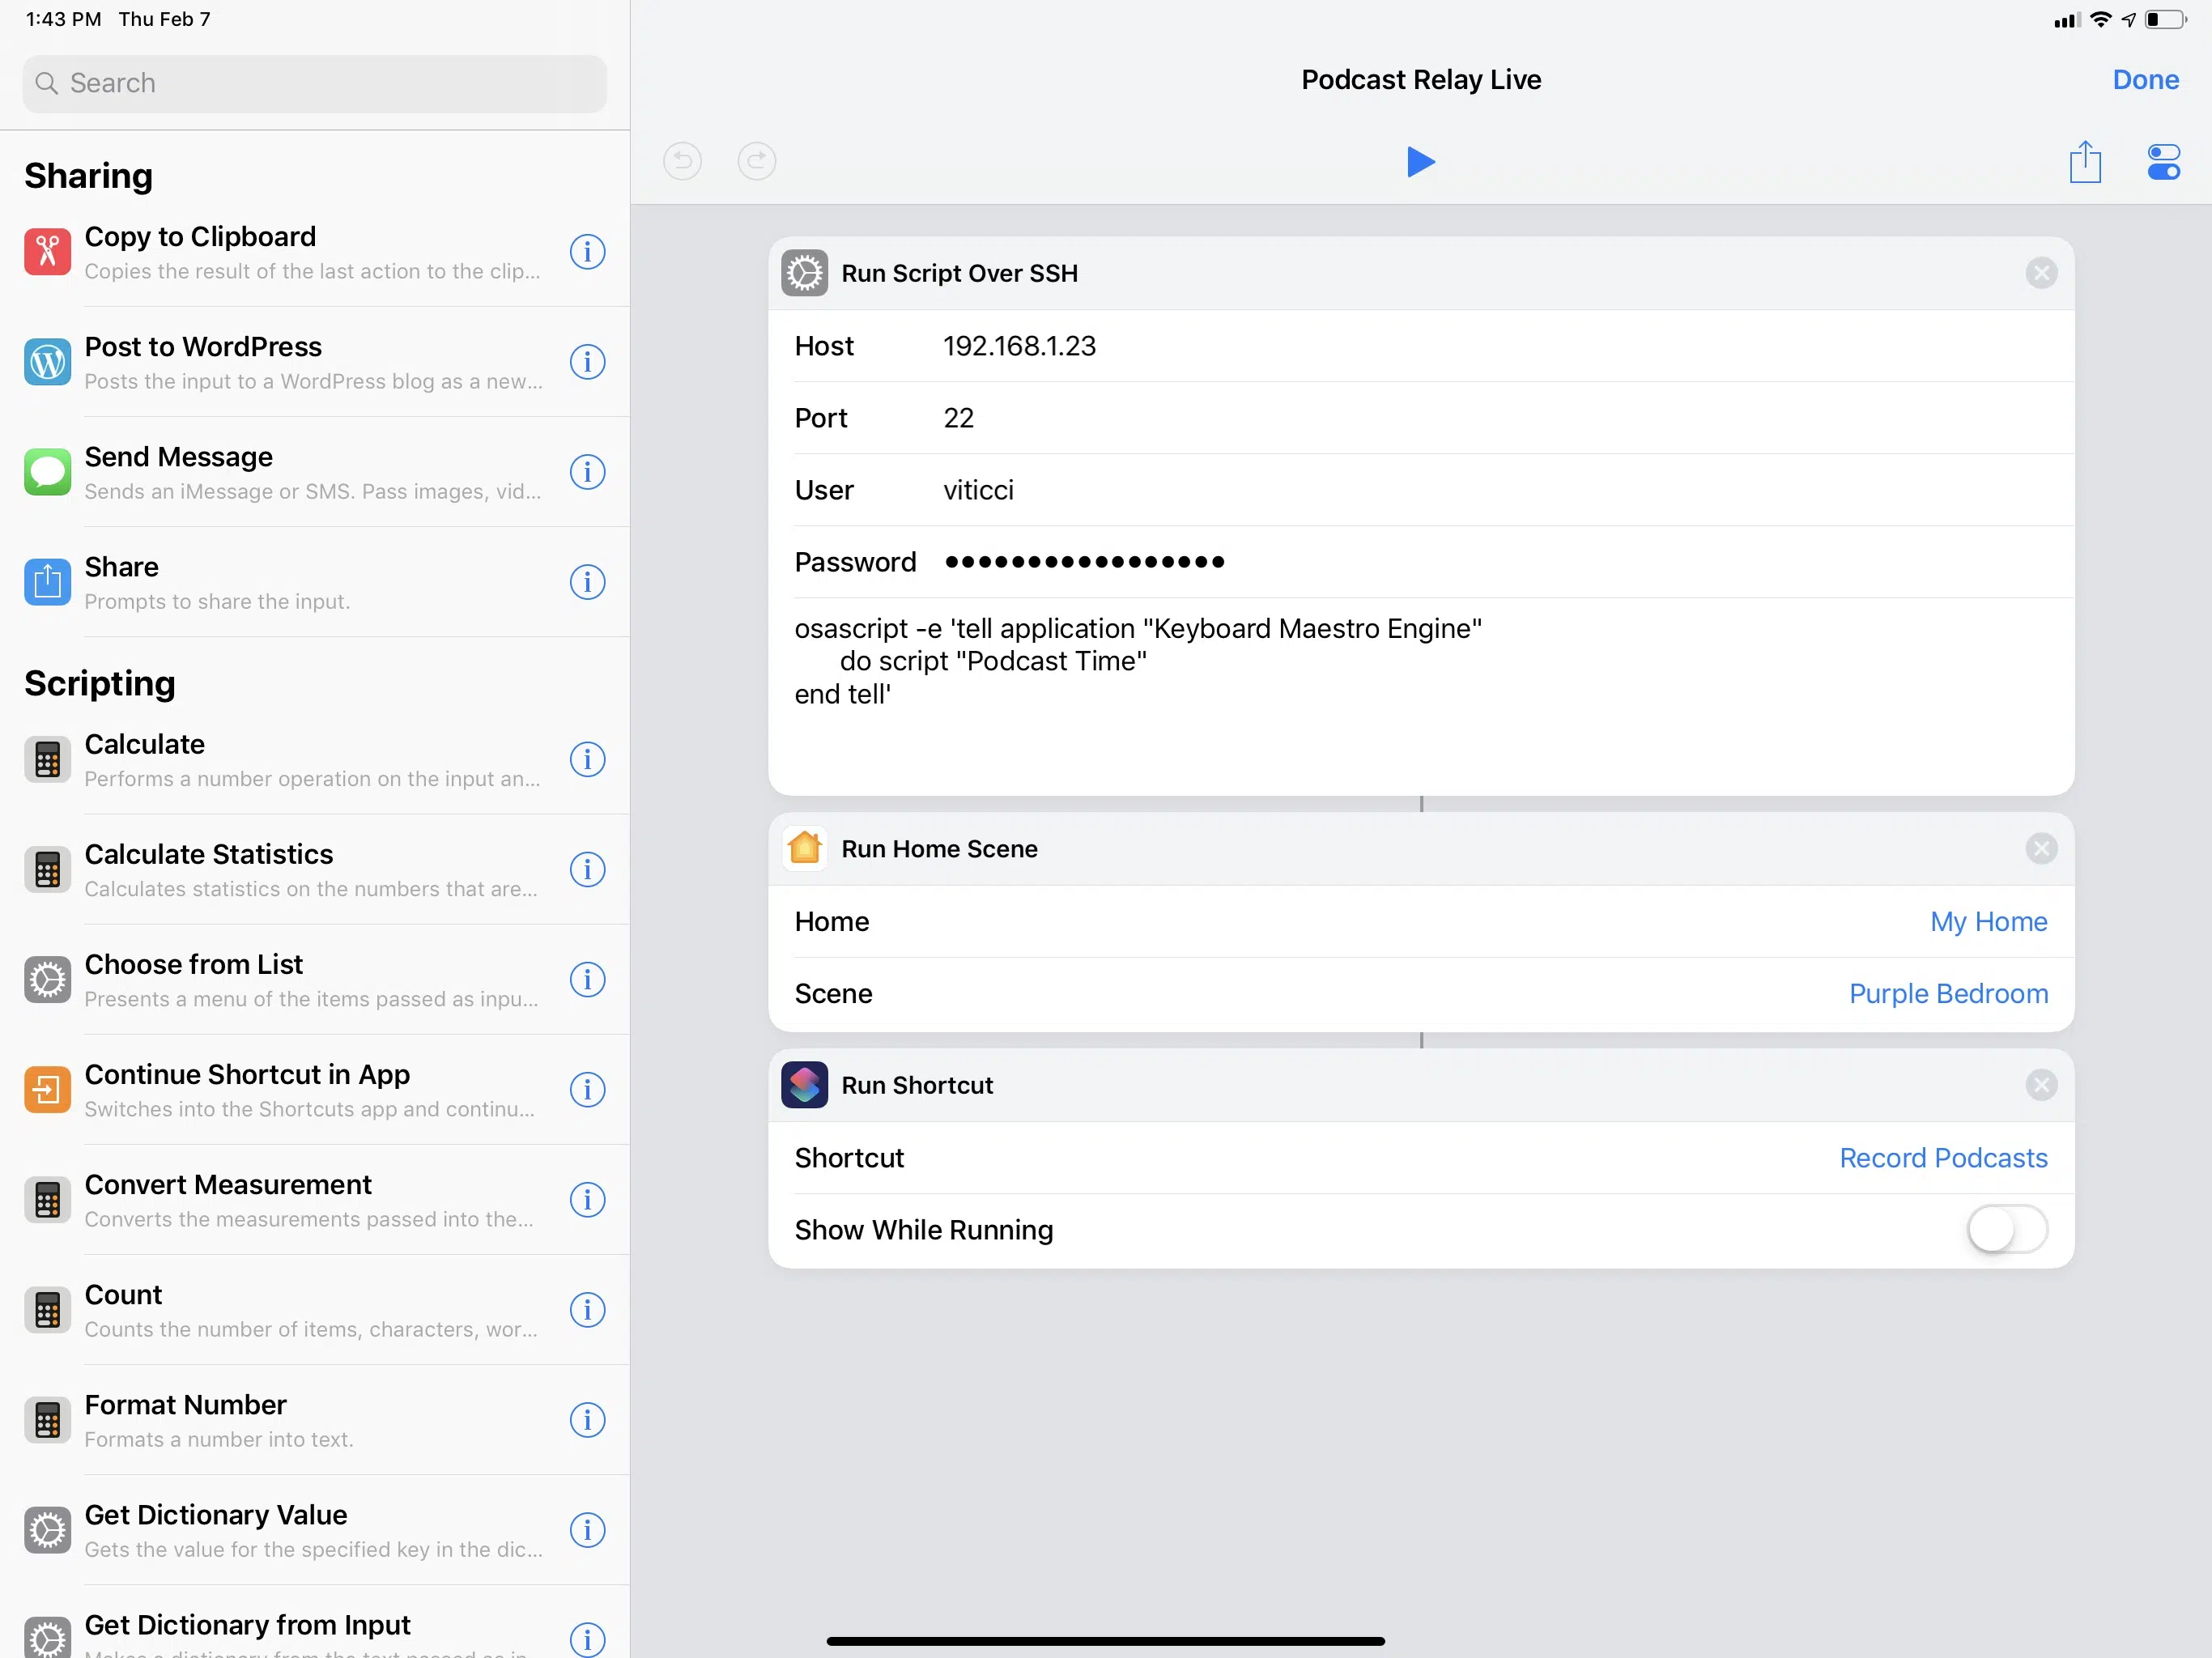 1:43 PM Thu Feb 7
Search
Sharing
Copy to Clipboard
Copies the result of the last action to the clip...
Post to WordPress
Posts the input to a WordPress blog as a new...
Send Message
Sends an iMessage or SMS. Pass images, vid...
Share
Prompts to share the input.
Scripting
Calculate
Performs a number operation on the input an...
Calculate Statistics
Calculates statistics on the numbers that are...
Choose from List
Presents a menu of the items passed as inpu...
Continue Shortcut in App
Switches into the Shortcuts app and continu...
Convert Measurement
Converts the measurements passed into the...
Count
Counts the number of items, characters, wor...
Format Number
Formats a number into text.
Get Dictionary Value
Gets the value for the specified key in the dic...
Get Dictionary from Input
Makes a dictionary from the text passed as in...
Podcast Relay Live
Done
Run Script Over SSH
Host 192.168.1.23
Port 22
User viticci
Password •••••••••••••••••
osascript -e 'tell application "Keyboard Maestro Engine"
do script "Podcast Time"
end tell'
Run Home Scene
Home My Home
Scene Purple Bedroom
Run Shortcut
Shortcut Record Podcasts
Show While Running